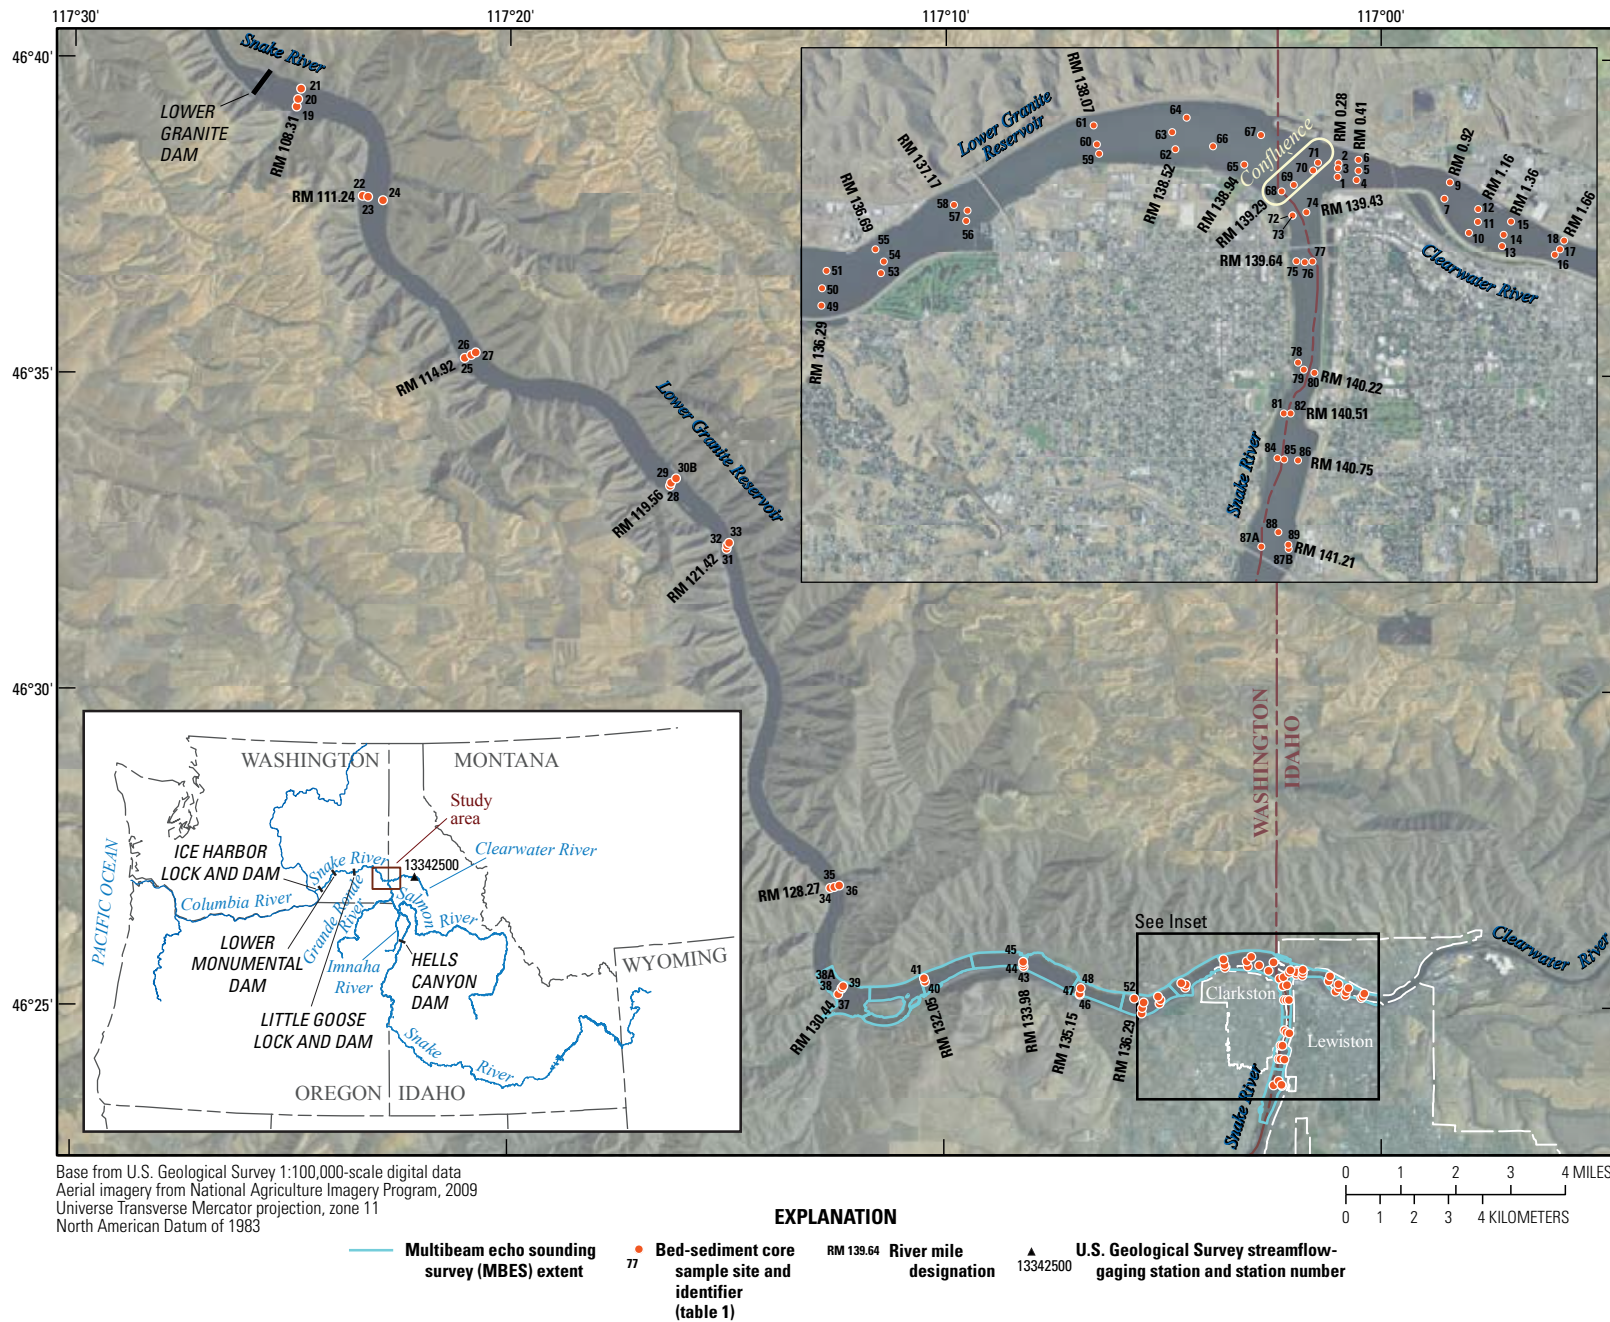 117°30'
117°20'
117°10'
117°00'
46°40'
46°35'
46°30'
46°25'
Snake River
LOWER
GRANITE
DAM
21
20
19
RM 108.31
22
24
RM 111.24
23
26
27
25
RM 114.92
Lower Granite Reservoir
29
30B
28
RM 119.56
33
32
31
RM 121.42
35
RM 128.27
36
34
38A
39
38
37
RM 130.44
41
40
RM 132.05
45
44
43
RM 133.98
48
47
46
RM 135.15
52
RM 136.29
See Inset
Clarkston
Lewiston
Snake River
Clearwater River
WASHINGTON
IDAHO
RM 138.07
Lower Granite
Reservoir
61
60
59
64
63
62
66
67
65
RM 137.17
RM 138.52
RM 138.94
RM 139.29
Confluence
71
70
69
68
RM 0.28
RM 0.41
2
3
1
6
5
4
RM 0.92
9
7
RM 1.16
12
11
10
RM 1.36
15
14
13
RM 1.66
18
17
16
Clearwater River
58
57
56
RM 136.69
55
54
53
51
50
49
RM 136.29
74
RM 139.43
72
73
77
RM 139.64
75
76
78
79
80
RM 140.22
81
82
RM 140.51
84
85
86
RM 140.75
Snake River
88
87A
89
87B
RM 141.21
WASHINGTON
MONTANA
Study
area
ICE HARBOR
LOCK AND DAM
Snake River
13342500
Clearwater River
PACIFIC OCEAN
Columbia River
Grande Ronde
River
Salmon
River
LOWER
MONUMENTAL
DAM
Imnaha
River
HELLS
CANYON
DAM
WYOMING
LITTLE GOOSE
LOCK AND DAM
Snake
River
OREGON
IDAHO
Base from U.S. Geological Survey 1:100,000-scale digital data
Aerial imagery from National Agriculture Imagery Program, 2009
Universe Transverse Mercator projection, zone 11
North American Datum of 1983
0 1 2 3 4 MILES
0 1 2 3 4 KILOMETERS
EXPLANATION
Multibeam echo sounding
survey (MBES) extent
77
Bed-sediment core
sample site and
identifier
(table 1)
RM 139.64
River mile
designation
13342500
U.S. Geological Survey streamflow-
gaging station and station number